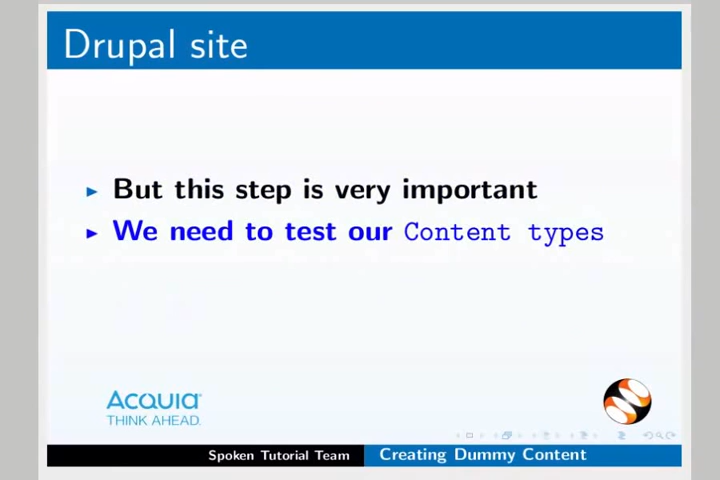 Drupal site
But this step is very important
We need to test our Content types
Acquia
THINK AHEAD.
Spoken Tutorial Team
Creating Dummy Content